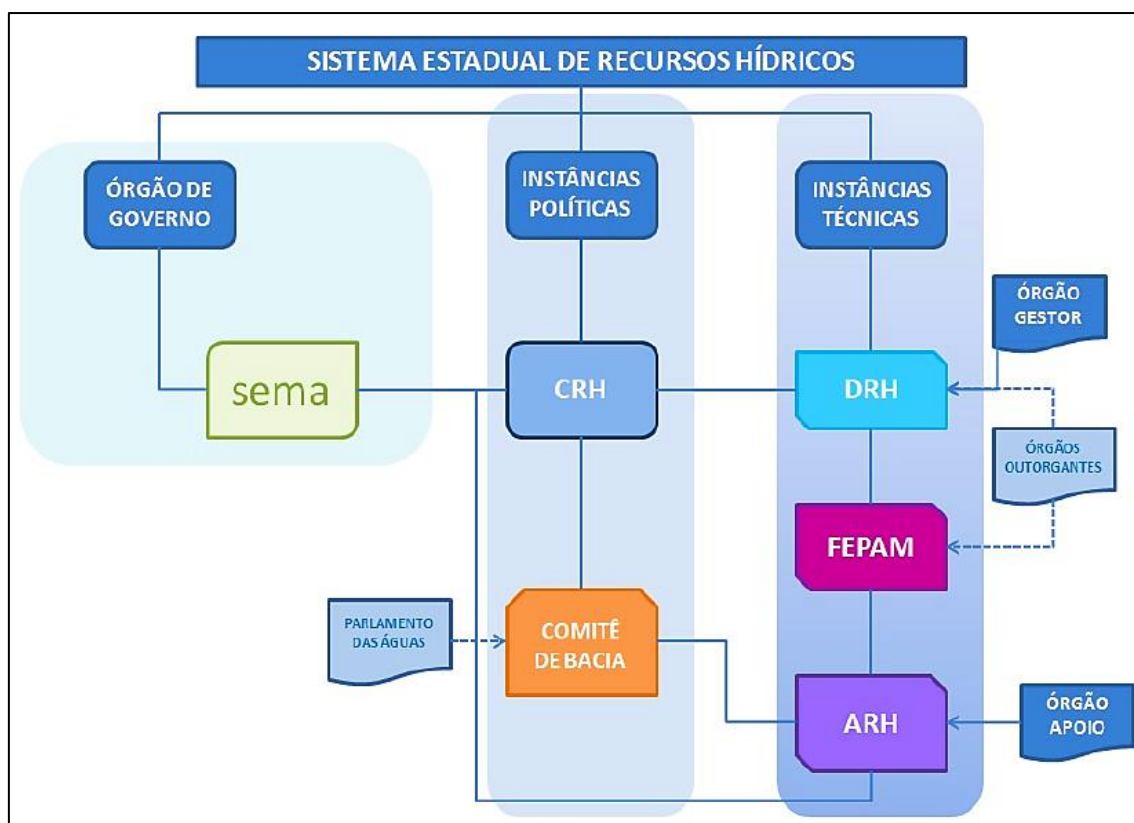 SISTEMA ESTADUAL DE RECURSOS HÍDRICOS
ÓRGÃO DE
GOVERNO
INSTÂNCIAS
POLÍTICAS
INSTÂNCIAS
TÉCNICAS
ÓRGÃO
GESTOR
sema
CRH
DRH
ÓRGÃOS
OUTORGANTES
FEPAM
PARLAMENTO
DAS ÁGUAS
COMITÊ
DE BACIA
ARH
ÓRGÃO
APOIO